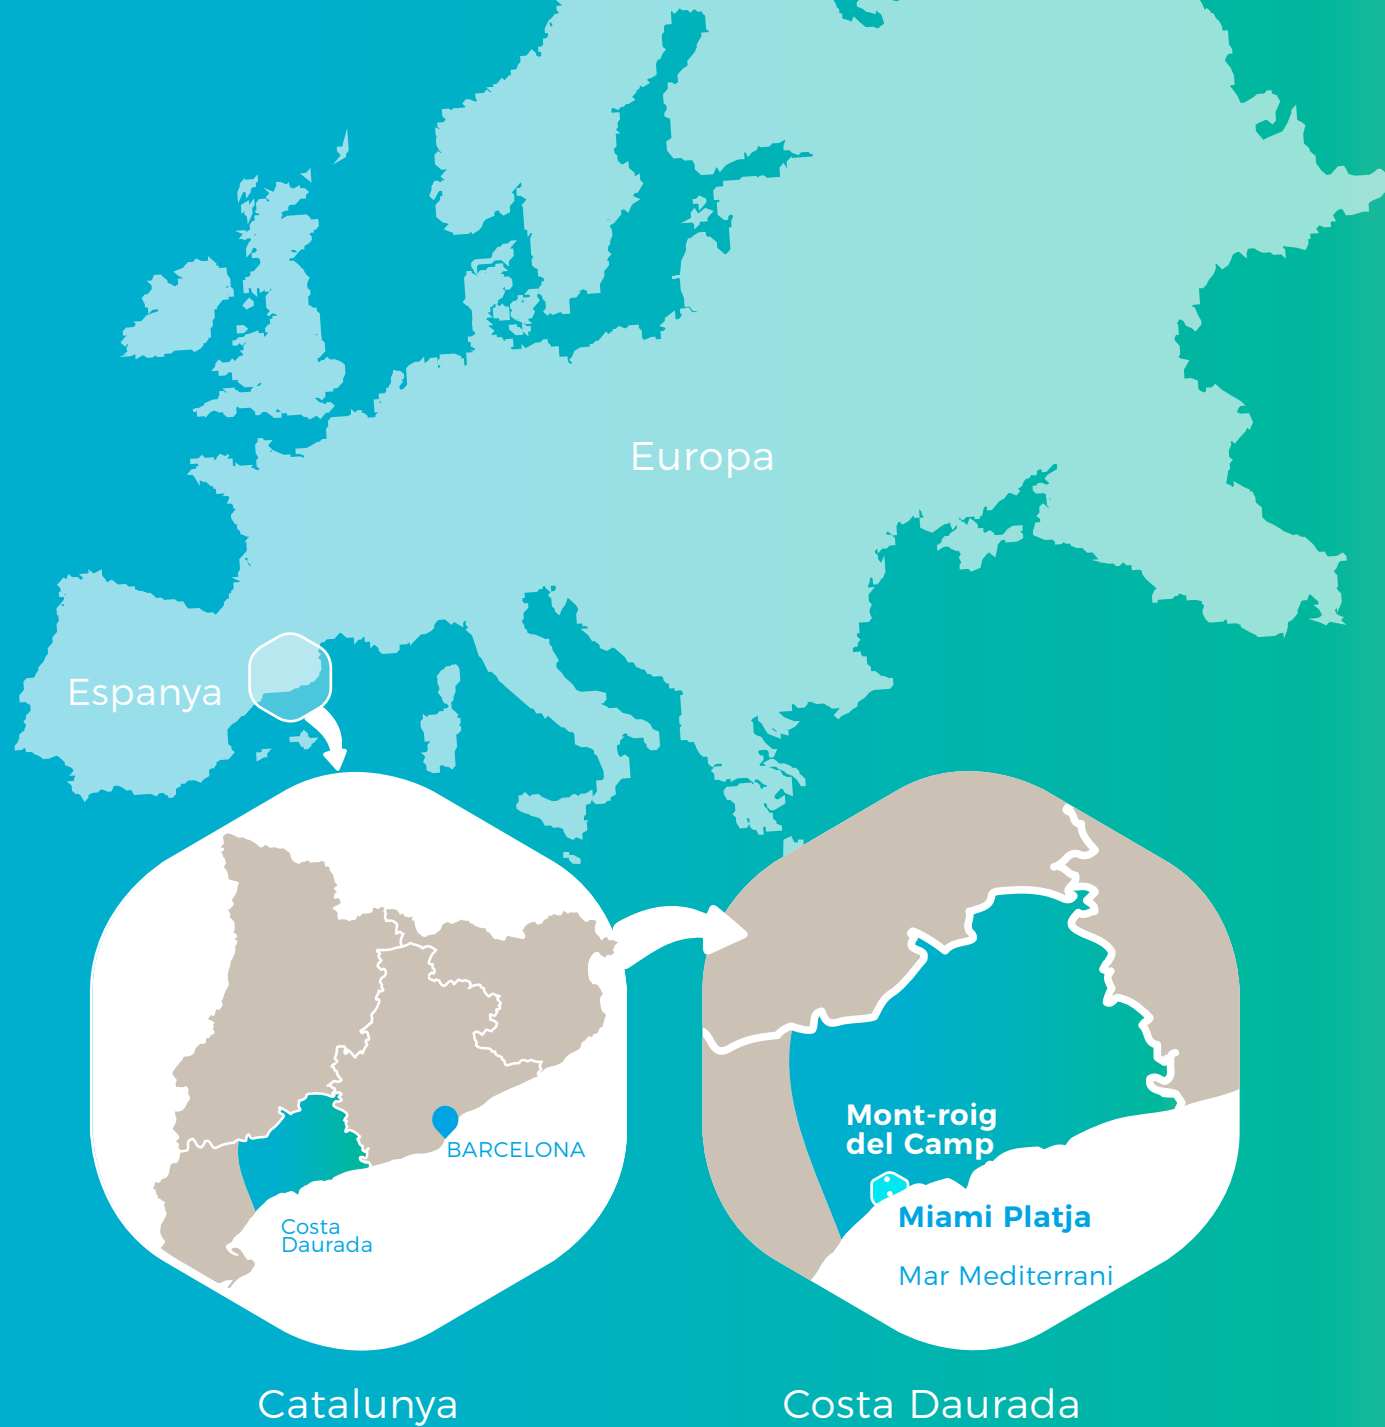 Europa
Espanya
BARCELONA
Costa
Daurada
Mont-roig
del Camp
Miami Platja
Mar Mediterrani
Catalunya
Costa Daurada